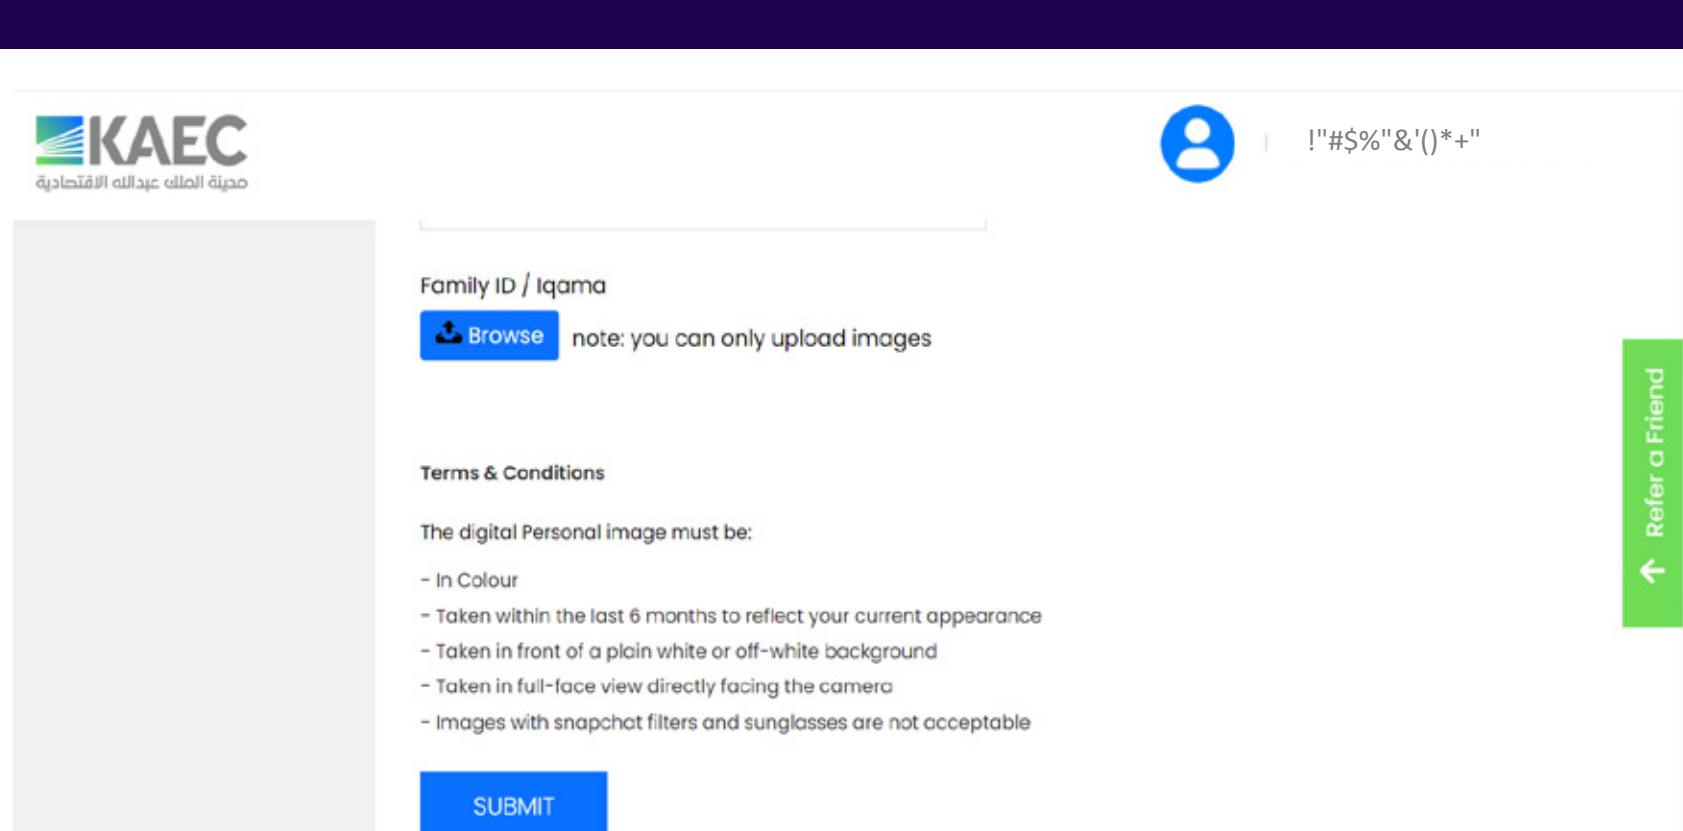 KAEC
مدينة الملك عبدالله الاقتصادية
!"#$%"&'()*+"
Family ID / Iqama
Browse note: you can only upload images
Terms & Conditions
The digital Personal image must be:
- In Colour
- Taken within the last 6 months to reflect your current appearance
- Taken in front of a plain white or off-white background
- Taken in full-face view directly facing the camera
- Images with snapchat filters and sunglasses are not acceptable
SUBMIT
← Refer a Friend